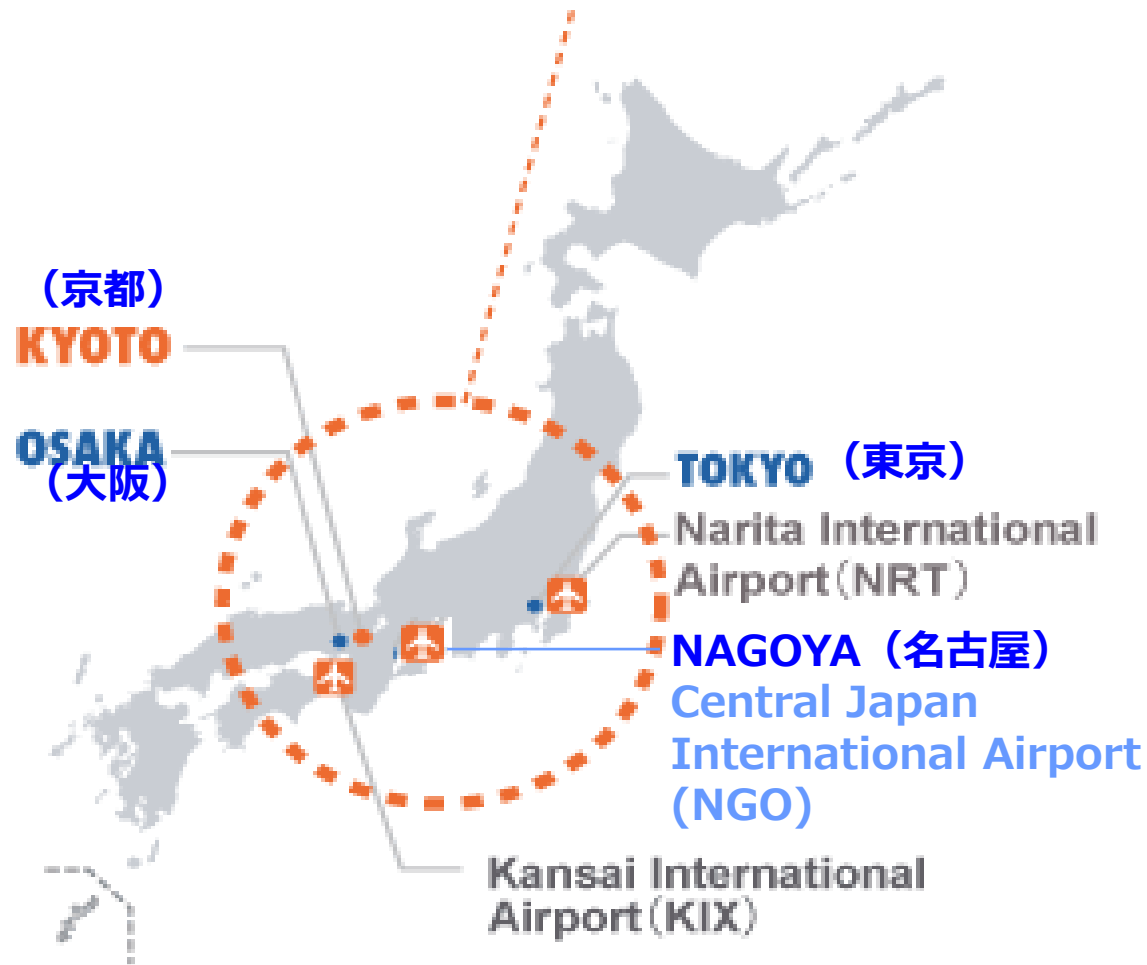 （京都）
KYOTO
OSAKA
（大阪）
TOKYO（東京）
Narita International
Airport（NRT）
NAGOYA（名古屋）
Central Japan
International Airport
(NGO)
Kansai International
Airport（KIX）